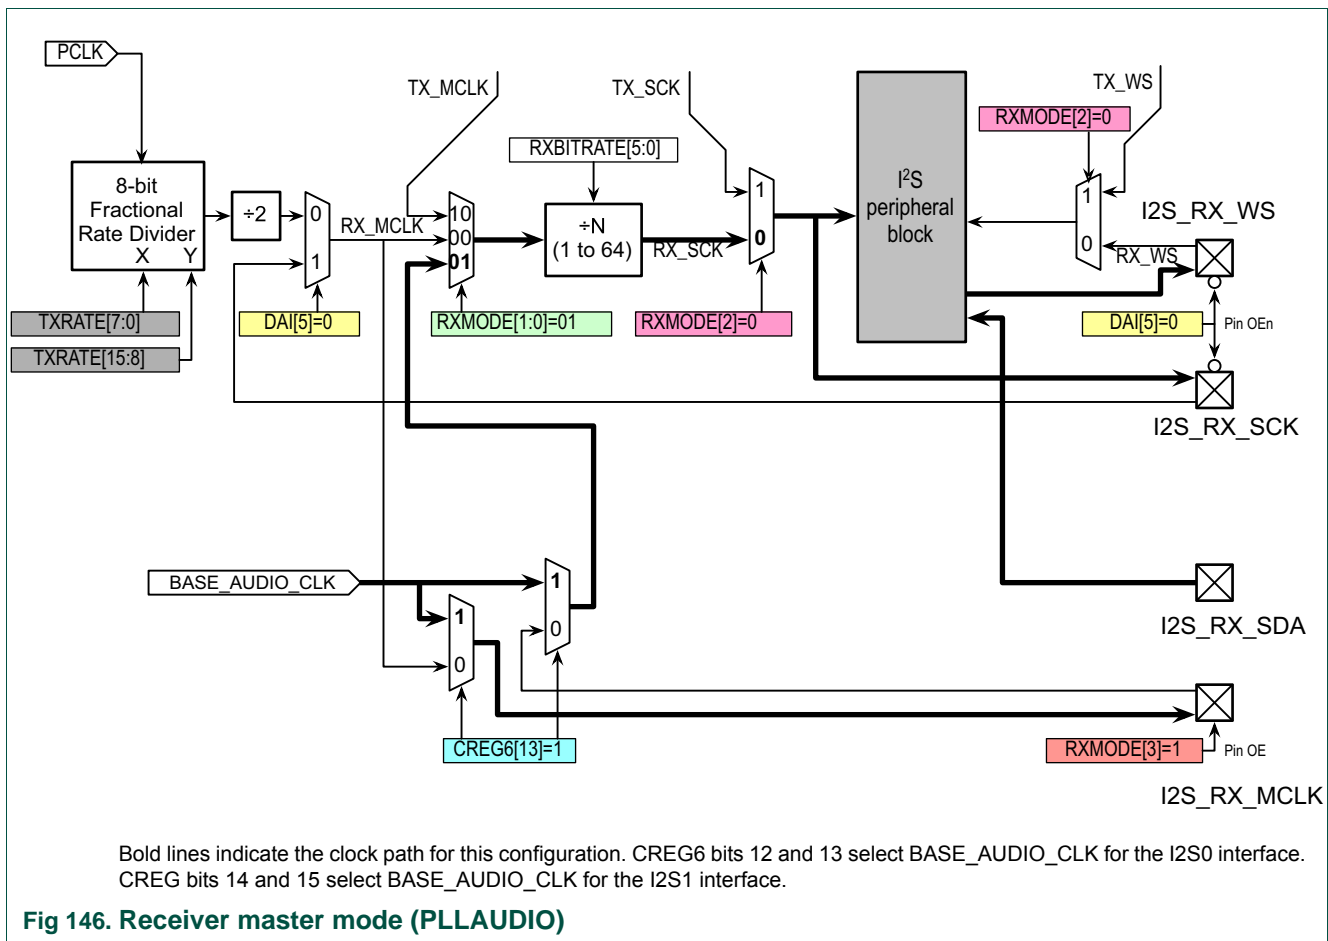 PCLK
TX_MCLK
TX_SCK
TX_WS
RXMODE[2]=0
RXBITRATE[5:0]
8-bit
Fractional
Rate Divider
X Y
÷2
0
1
RX_MCLK
10
00
01
÷N
(1 to 64)
RX_SCK
1
0
I2S
peripheral
block
1
0
I2S_RX_WS
RX_WS
TXRATE[7:0]
TXRATE[15:8]
DAI[5]=0
RXMODE[1:0]=01
RXMODE[2]=0
DAI[5]=0
Pin OEn
I2S_RX_SCK
BASE_AUDIO_CLK
1
0
1
0
I2S_RX_SDA
CREG6[13]=1
RXMODE[3]=1
Pin OE
I2S_RX_MCLK
Bold lines indicate the clock path for this configuration. CREG6 bits 12 and 13 select BASE_AUDIO_CLK for the I2S0 interface.
CREG bits 14 and 15 select BASE_AUDIO_CLK for the I2S1 interface.
Fig 146. Receiver master mode (PLLAUDIO)